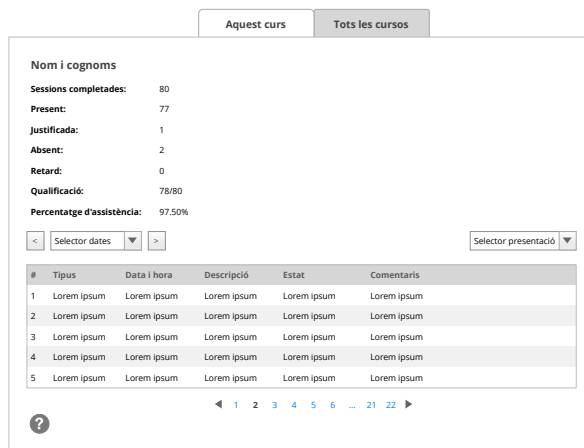 Aquest curs Tots les cursos
Nom i cognoms
Sessions completades: 80
Present: 77
Justificada: 1
Absent: 2
Retard: 0
Qualificació: 78/80
Percentatge d'assistència: 97.50%
< Selector dates > Selector presentació
# Tipus Data i hora Descripció Estat Comentaris
1 Lorem ipsum Lorem ipsum Lorem ipsum Lorem ipsum Lorem ipsum
2 Lorem ipsum Lorem ipsum Lorem ipsum Lorem ipsum Lorem ipsum
3 Lorem ipsum Lorem ipsum Lorem ipsum Lorem ipsum Lorem ipsum
4 Lorem ipsum Lorem ipsum Lorem ipsum Lorem ipsum Lorem ipsum
5 Lorem ipsum Lorem ipsum Lorem ipsum Lorem ipsum Lorem ipsum
1 2 3 4 5 6 ... 21 22
?